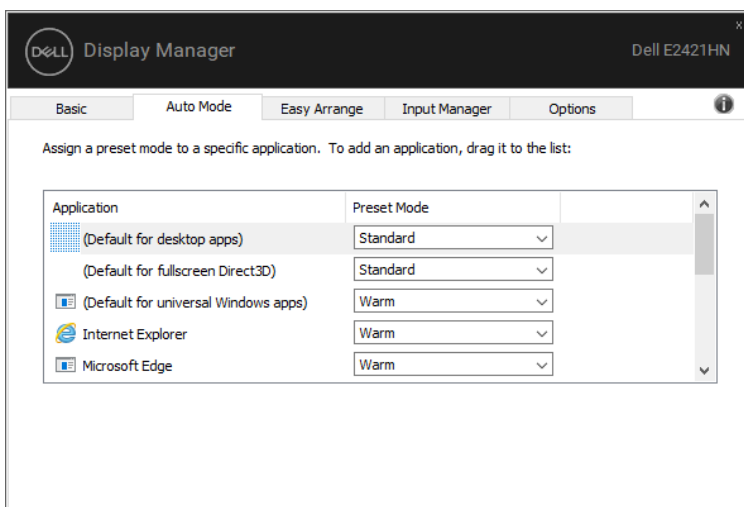 DELL Display Manager
x
Dell E2421HN
Basic Auto Mode Easy Arrange Input Manager Options
Assign a preset mode to a specific application. To add an application, drag it to the list:
Application Preset Mode
(Default for desktop apps) Standard
(Default for fullscreen Direct3D) Standard
(Default for universal Windows apps) Warm
Internet Explorer Warm
Microsoft Edge Warm